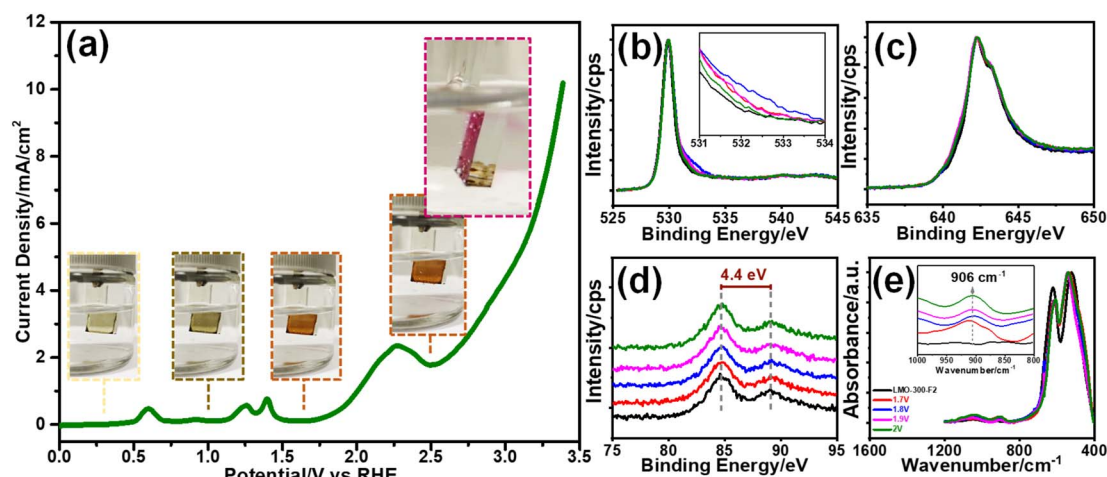 (a)
Current Density/mA/cm²
12
10
8
6
4
2
0
0.0 0.5 1.0 1.5 2.0 2.5 3.0 3.5
Potential/V vs RHE
(b)
Intensity/cps
531 532 533 534
525 530 535 540 545
Binding Energy/eV
(c)
Intensity/cps
635 640 645 650
Binding Energy/eV
(d)
4.4 eV
Intensity/cps
75 80 85 90 95
Binding Energy/eV
(e)
906 cm⁻¹
Absorbance/a.u.
1000 900 800
Wavenumber/cm⁻¹
LMO-300-F2
1.7V
1.8V
1.9V
2V
1600 1200 800 400
Wavenumber/cm⁻¹